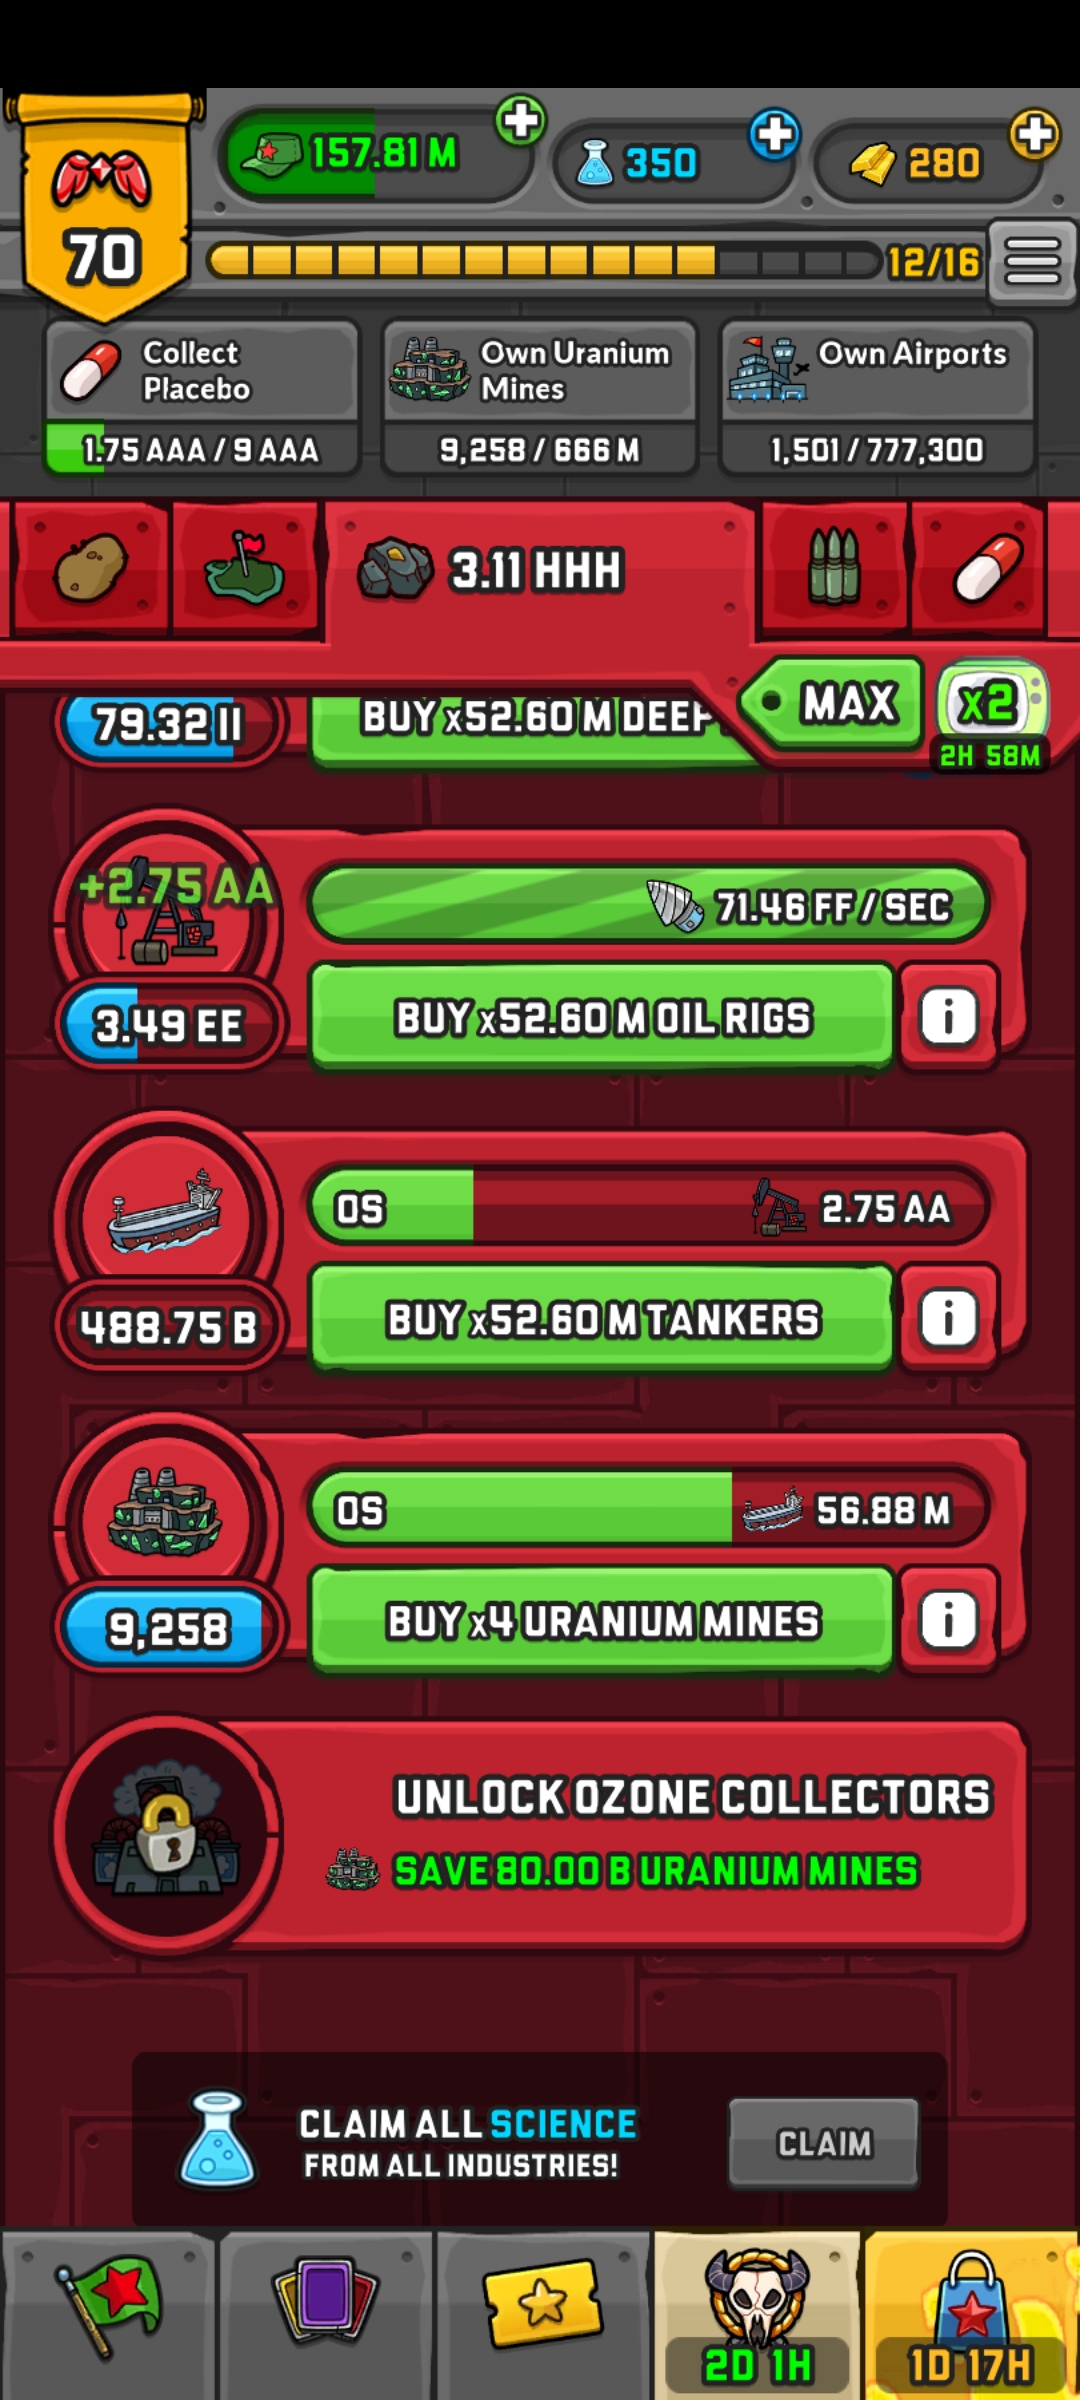 157.81 M
350
280
70
12/16
Collect
Placebo
Own Uranium
Mines
Own Airports
1.75 AAA / 9 AAA
9,258 / 666 M
1,501 / 777,300
3.11 HHH
MAX
x2
2H 58M
79.32 II
BUY x52.60 M DEEP
+2.75 AA
71.46 FF / SEC
3.49 EE
BUY x52.60 M OIL RIGS
i
0S
2.75 AA
488.75 B
BUY x52.60 M TANKERS
i
0S
56.88 M
9,258
BUY x4 URANIUM MINES
i
UNLOCK OZONE COLLECTORS
SAVE 80.00 B URANIUM MINES
CLAIM ALL SCIENCE
FROM ALL INDUSTRIES!
CLAIM
2D 1H
1D 17H